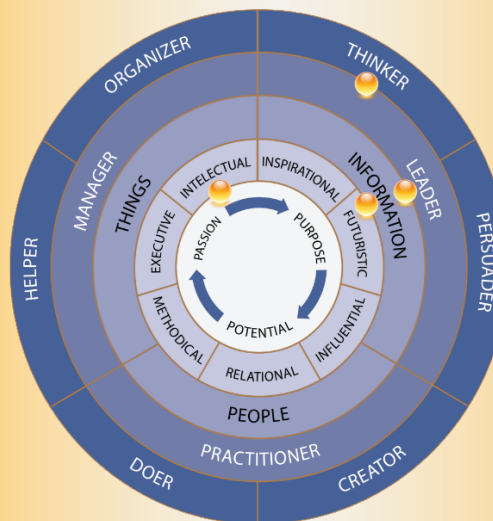 ORGANIZER
THINKER
PERSUADER
CREATOR
DOER
HELPER
MANAGER
LEADER
PRACTITIONER
THINGS
INFORMATION
PEOPLE
INTELECTUAL
INSPIRATIONAL
FUTURISTIC
INFLUENTIAL
RELATIONAL
METHODICAL
EXECUTIVE
PASSION
PURPOSE
POTENTIAL